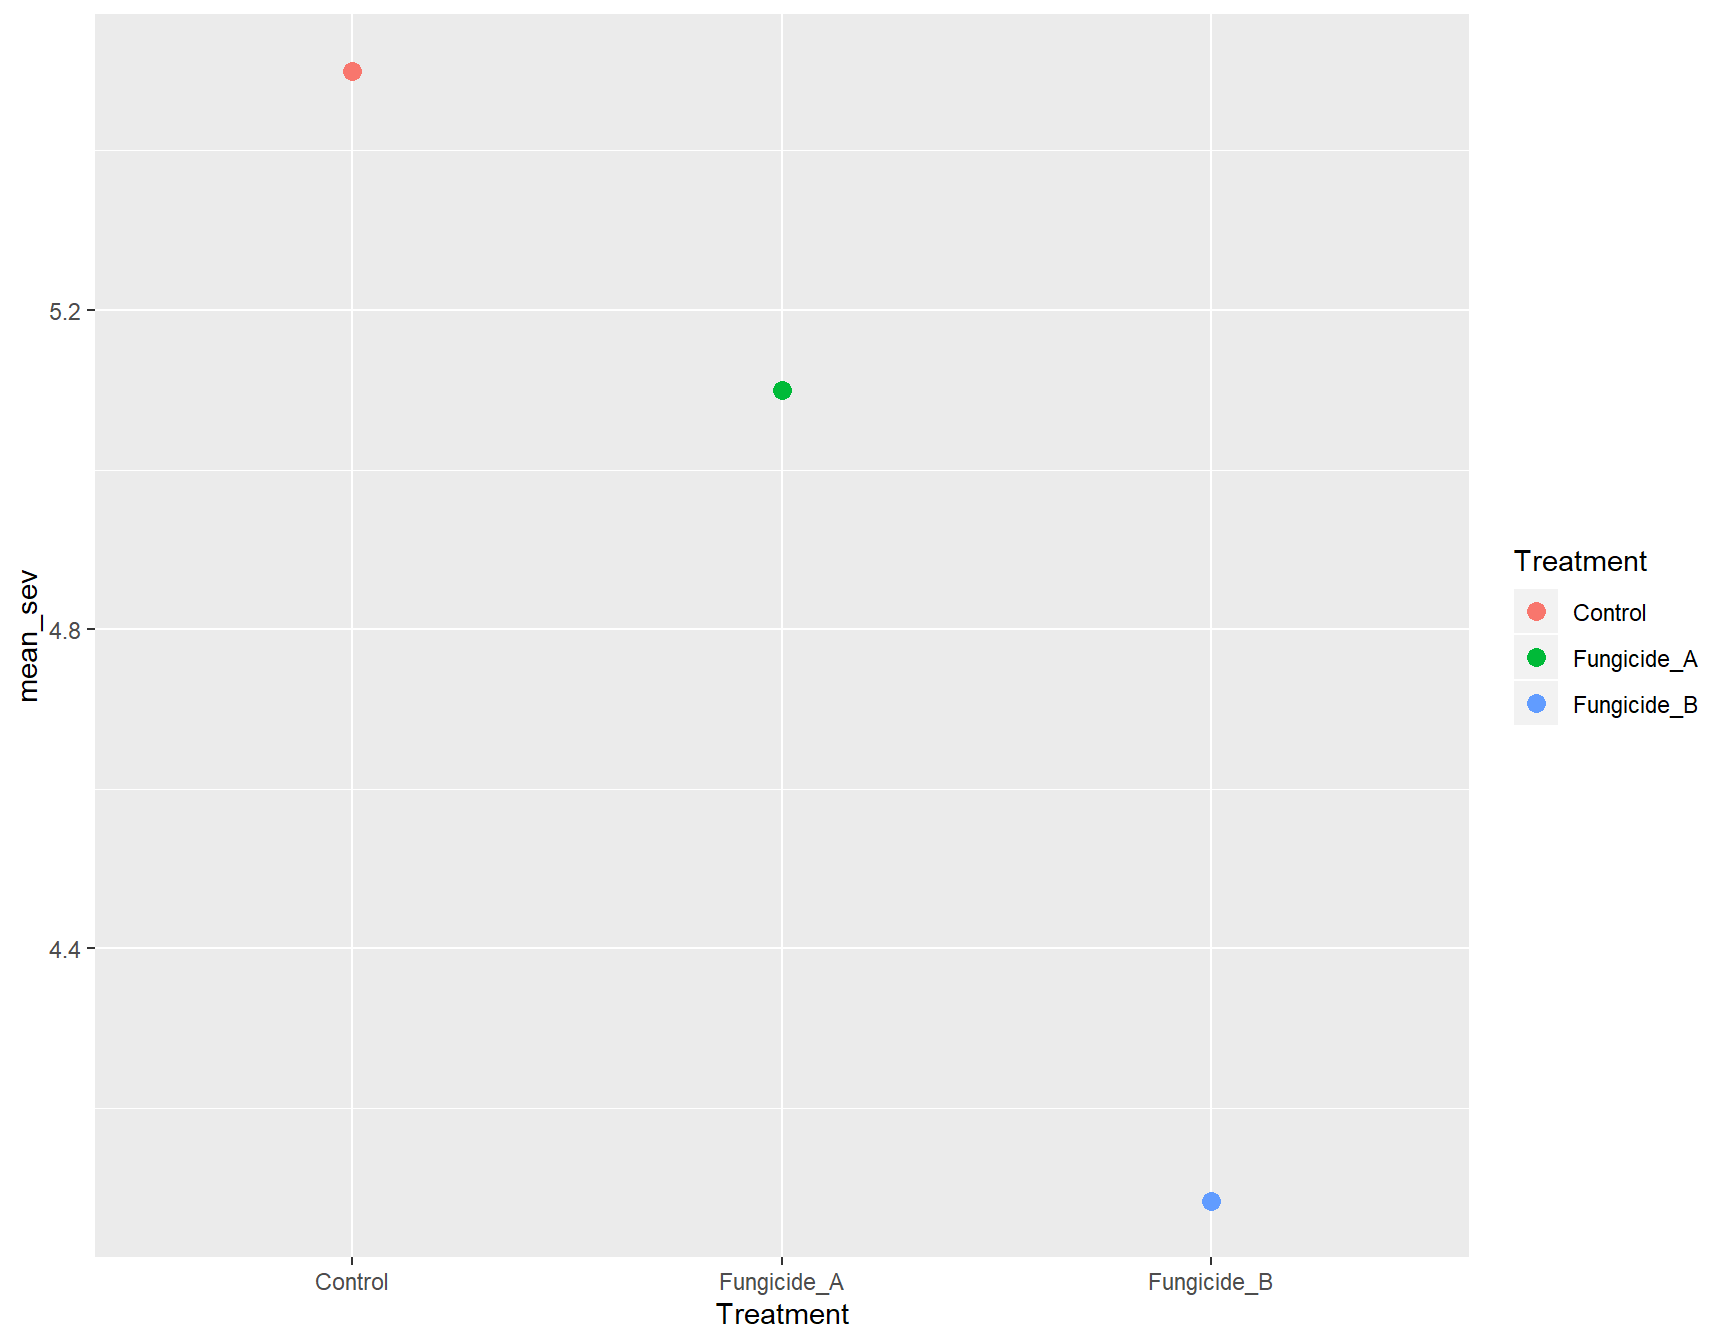 mean_sev
5.2
4.8
4.4
Control
Fungicide_A
Fungicide_B
Treatment
Treatment
Control
Fungicide_A
Fungicide_B